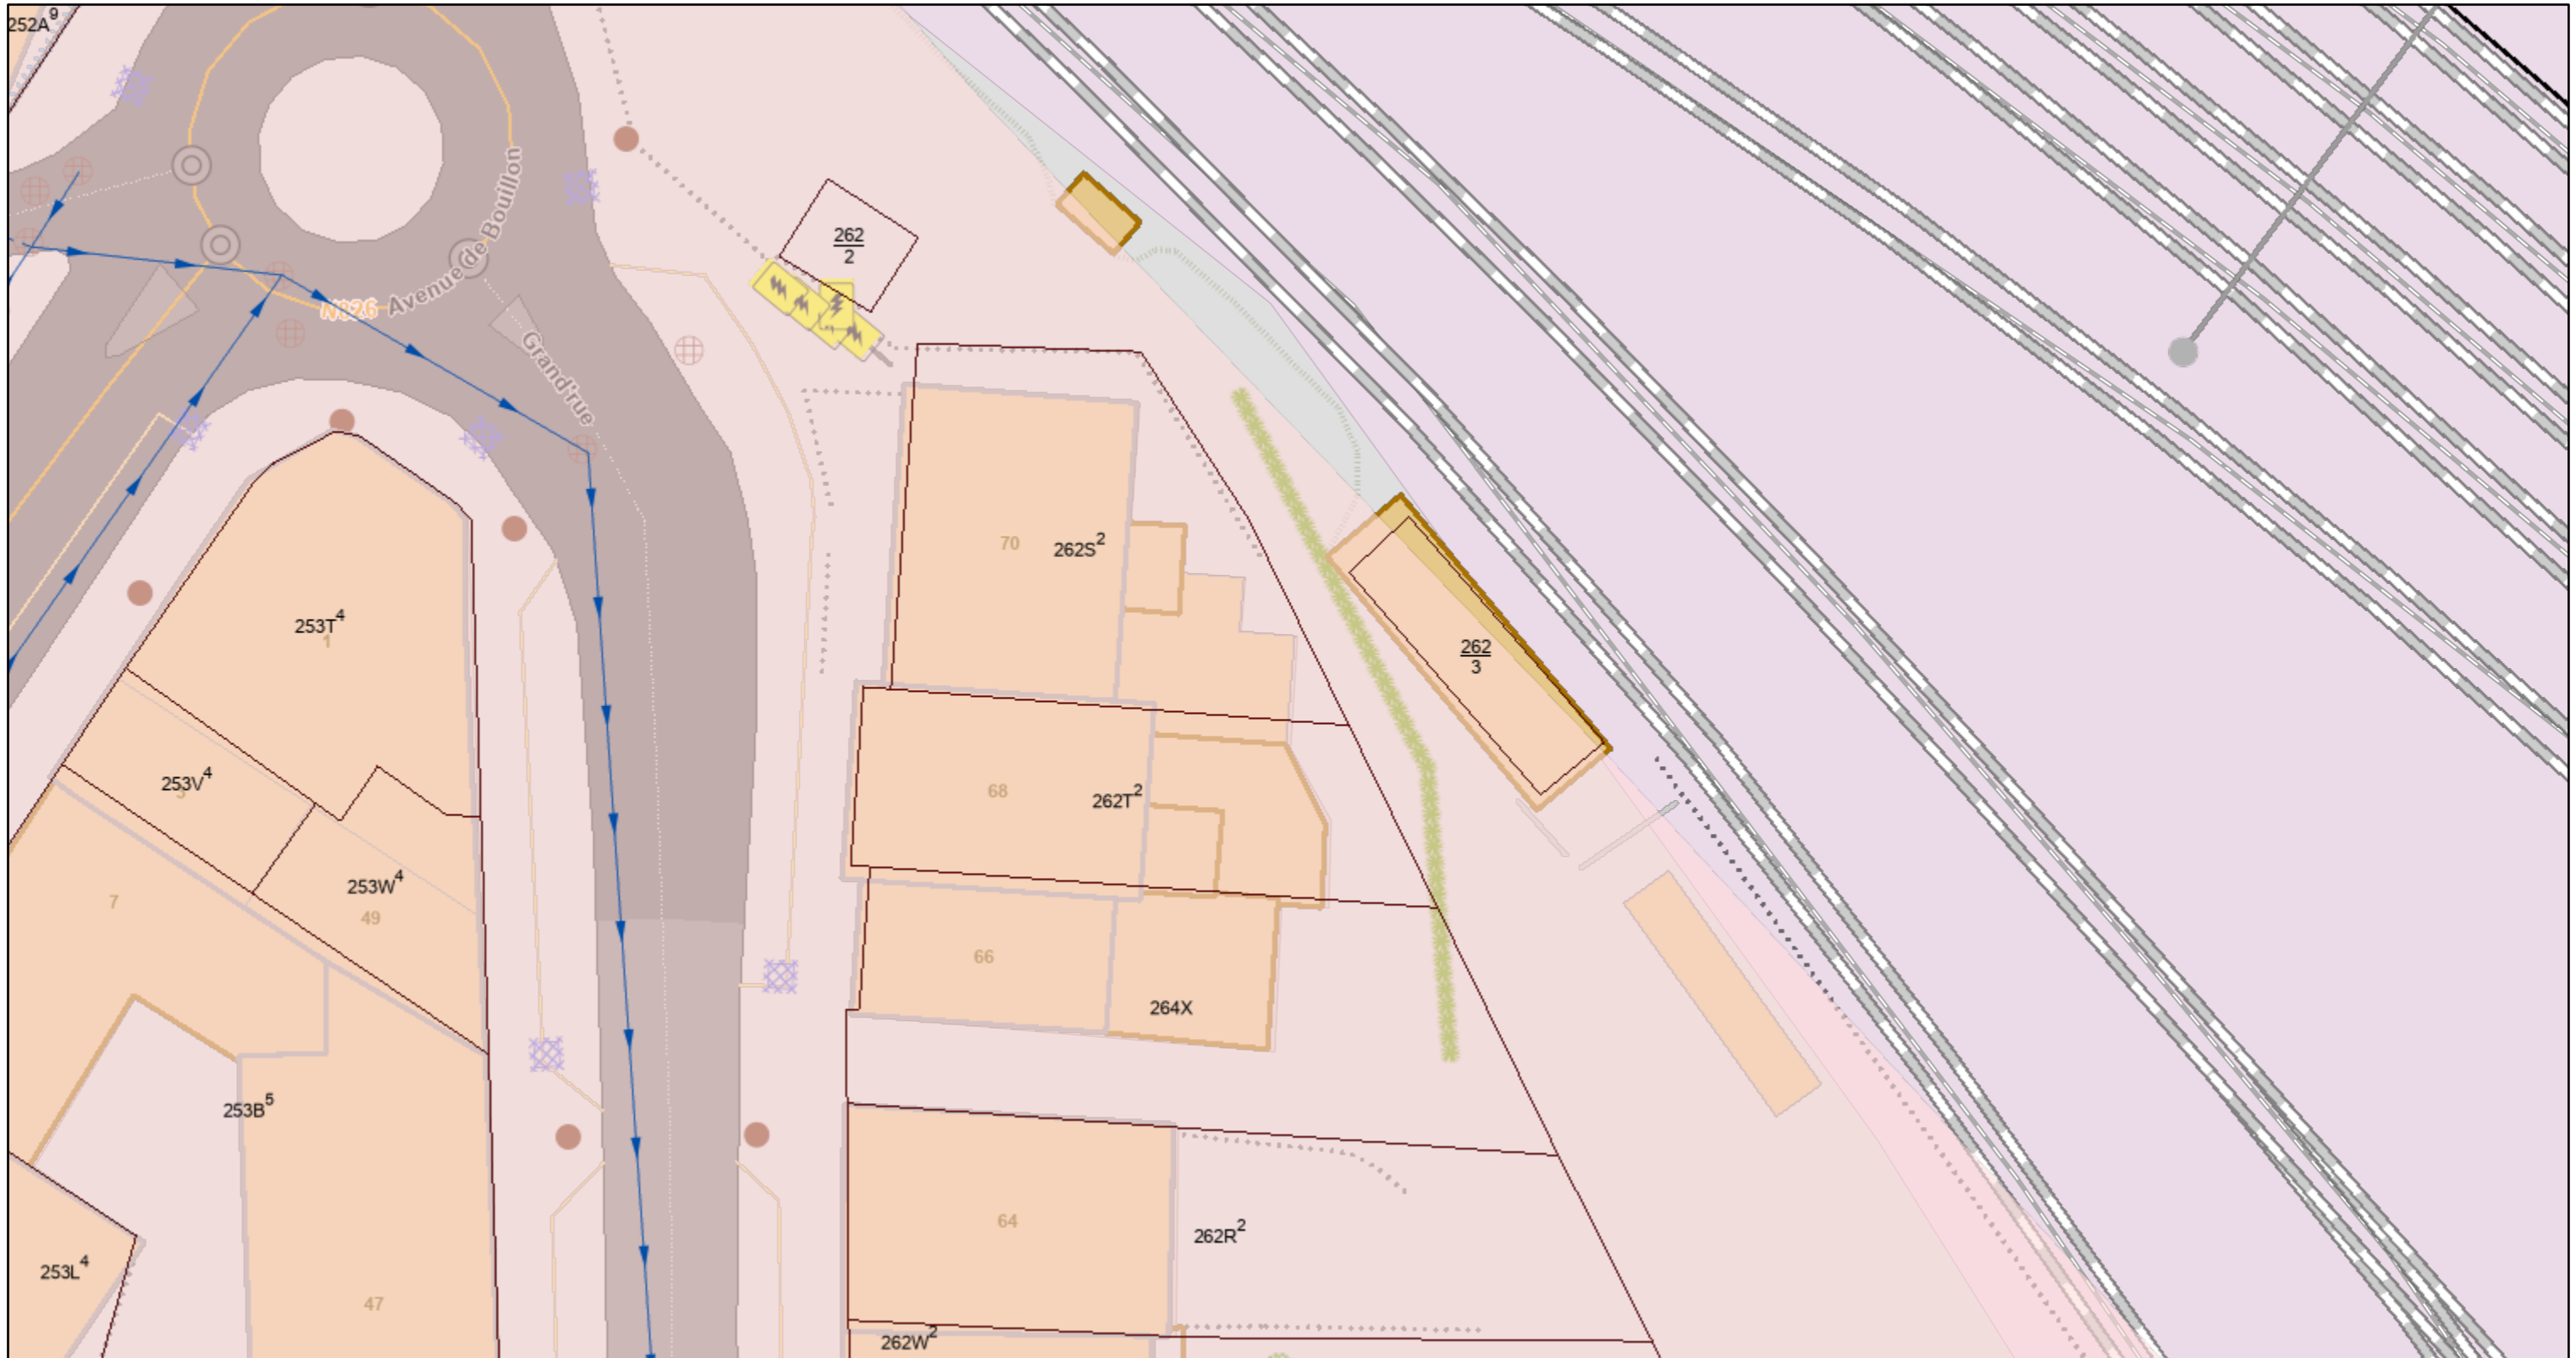 252A⁹
262
2
Avenue de Bouillon
N826
Grand'rue
70
262S²
253T⁴
1
262
3
253V⁴
68
262T²
253W⁴
7
49
66
264X
253B⁵
64
262R²
253L⁴
47
262W²